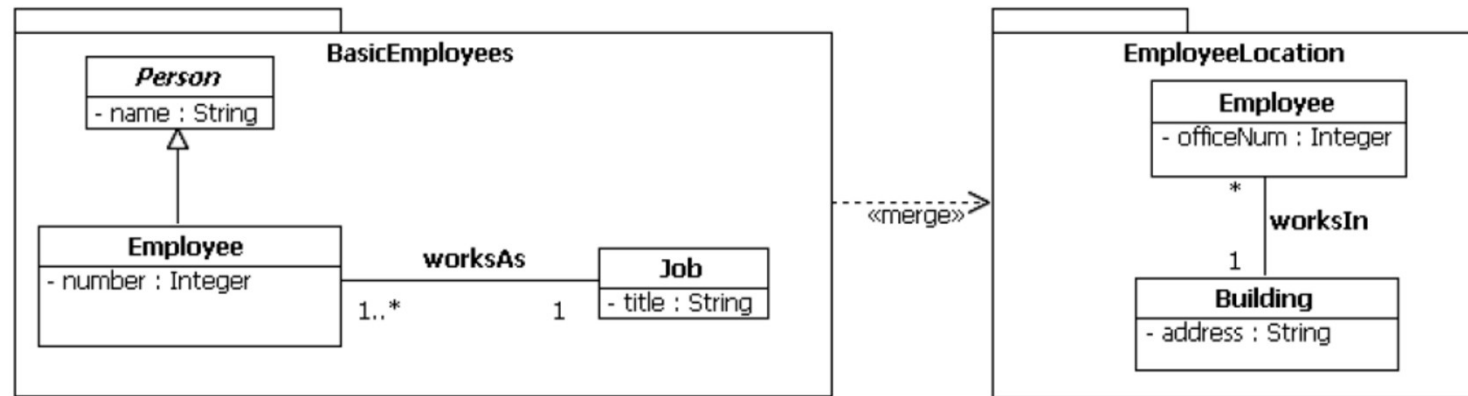 BasicEmployees
Person
- name : String
Employee
- number : Integer
worksAs
1..*
1
Job
- title : String
«merge»
EmployeeLocation
Employee
- officeNum : Integer
*
worksIn
1
Building
- address : String